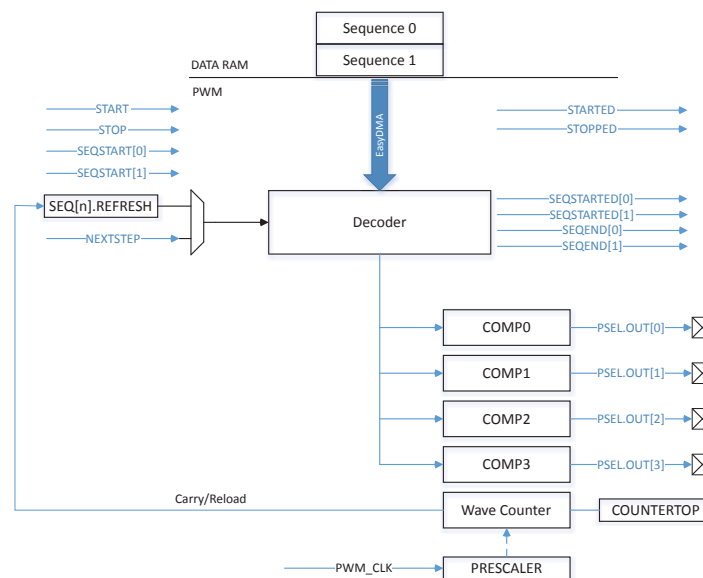 Sequence 0
Sequence 1
DATA RAM
PWM
START
STOP
SEQSTART[0]
SEQSTART[1]
EasyDMA
STARTED
STOPPED
SEQ[n].REFRESH
NEXTSTEP
Decoder
SEQSTARTED[0]
SEQSTARTED[1]
SEQEND[0]
SEQEND[1]
COMP0
PSEL.OUT[0]
COMP1
PSEL.OUT[1]
COMP2
PSEL.OUT[2]
COMP3
PSEL.OUT[3]
Carry/Reload
Wave Counter
COUNTERTOP
PWM_CLK
PRESCALER